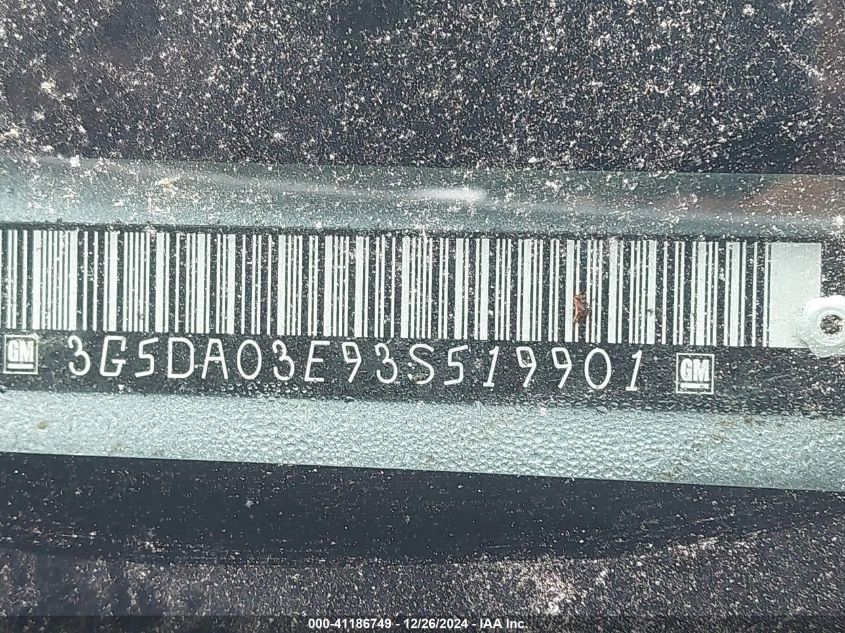 GM 3G5DA03E93S519901 GM
000-41186749 - 12/26/2024 - IAA Inc.